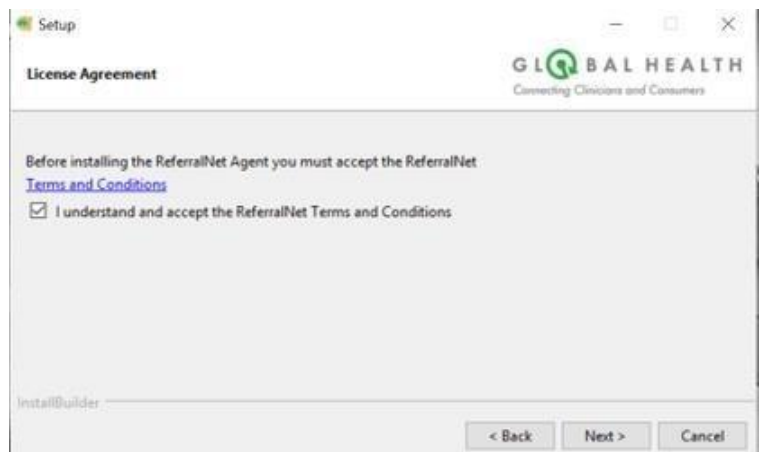 Setup
License Agreement
GLOBAL HEALTH
Connecting Clinicians and Consumers
Before installing the ReferralNet Agent you must accept the ReferralNet
Terms and Conditions
I understand and accept the ReferralNet Terms and Conditions
InstallBuilder
< Back Next > Cancel